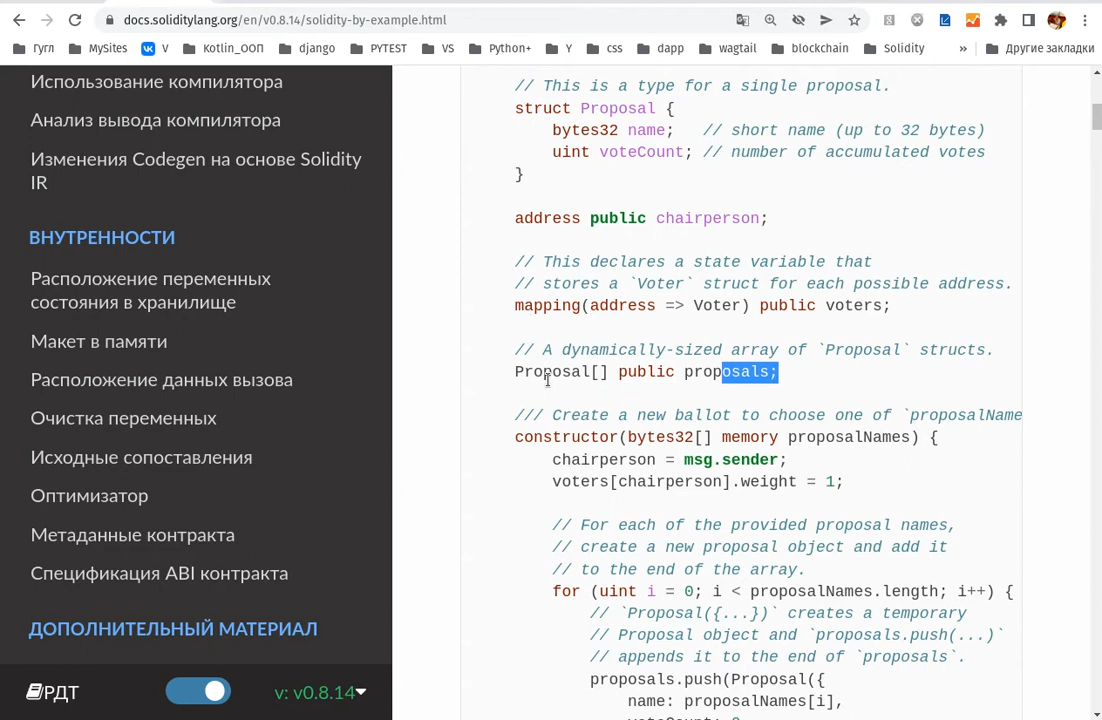 docs.soliditylang.org/en/v0.8.14/solidity-by-example.html
Гугл MySites V Kotlin_ООП django PYTEST VS Python+ Y css dapp wagtail blockchain Solidity » Другие закладки
Использование компилятора
Анализ вывода компилятора
Изменения Codegen на основе Solidity
IR
ВНУТРЕННОСТИ
Расположение переменных
состояния в хранилище
Макет в памяти
Расположение данных вызова
Очистка переменных
Исходные сопоставления
Оптимизатор
Метаданные контракта
Спецификация ABI контракта
ДОПОЛНИТЕЛЬНЫЙ МАТЕРИАЛ
РДТ v: v0.8.14
// This is a type for a single proposal.
struct Proposal {
bytes32 name; // short name (up to 32 bytes)
uint voteCount; // number of accumulated votes
}
address public chairperson;
// This declares a state variable that
// stores a `Voter` struct for each possible address.
mapping(address => Voter) public voters;
// A dynamically-sized array of `Proposal` structs.
Proposal[] public proposals;
/// Create a new ballot to choose one of `proposalName
constructor(bytes32[] memory proposalNames) {
chairperson = msg.sender;
voters[chairperson].weight = 1;
// For each of the provided proposal names,
// create a new proposal object and add it
// to the end of the array.
for (uint i = 0; i < proposalNames.length; i++) {
// `Proposal({...})` creates a temporary
// Proposal object and `proposals.push(...)`
// appends it to the end of `proposals`.
proposals.push(Proposal({
name: proposalNames[i],